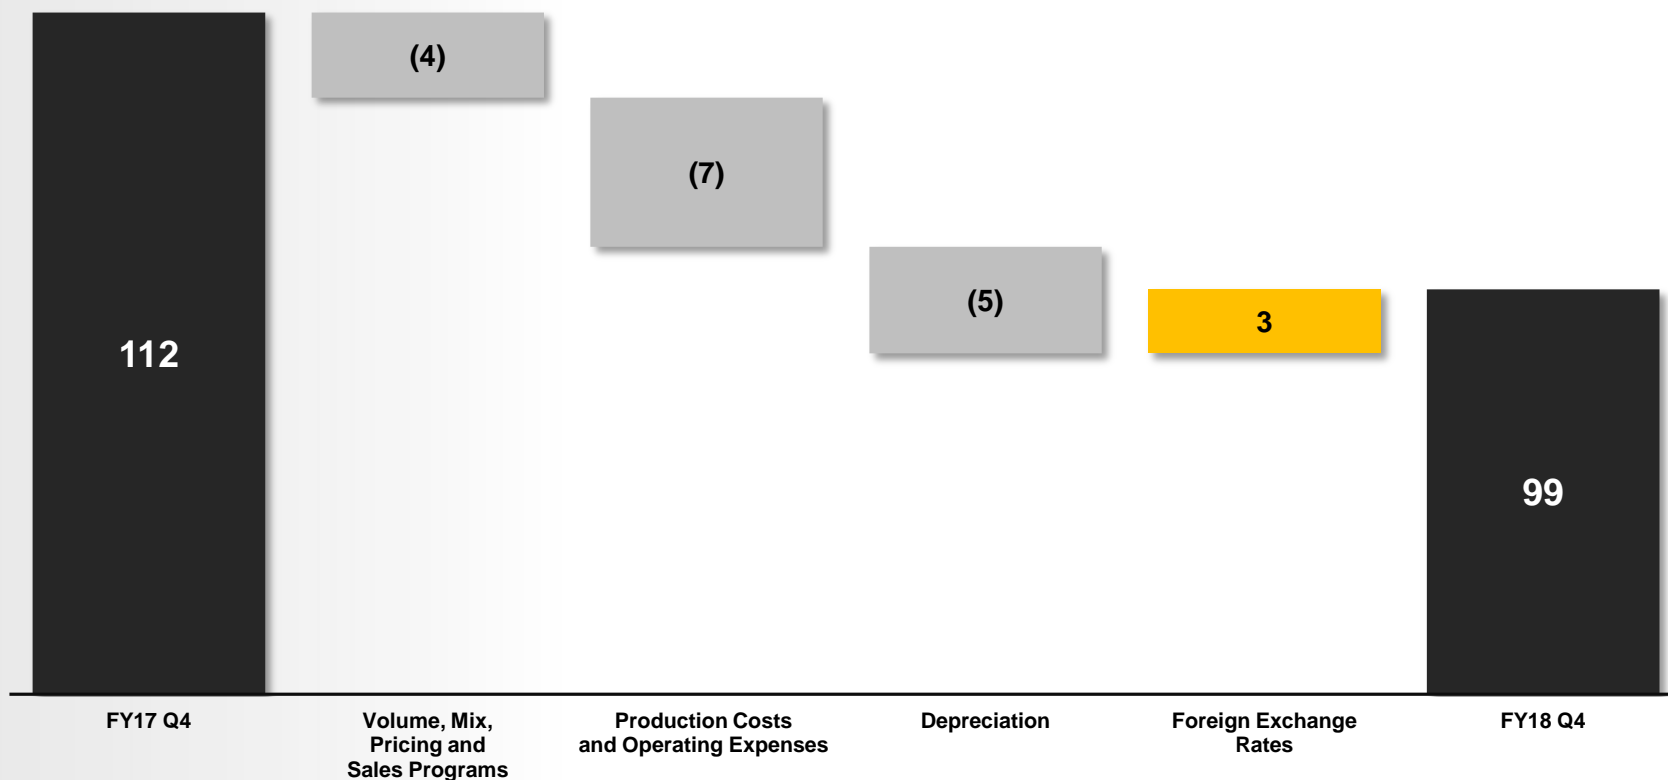 112
(4)
(7)
(5)
3
99
FY17 Q4
Volume, Mix,
Pricing and
Sales Programs
Production Costs
and Operating Expenses
Depreciation
Foreign Exchange
Rates
FY18 Q4